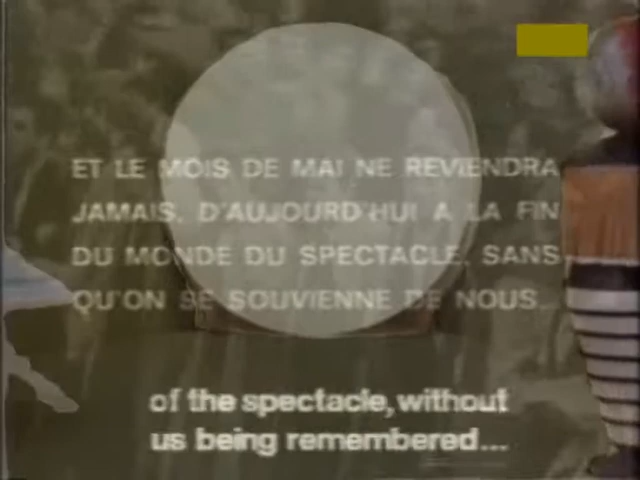 ET LE MOIS DE MAI NE REVIENDRA
JAMAIS, D'AUJOURD'HUI A LA FIN
DU MONDE DU SPECTACLE, SANS
QU'ON SE SOUVIENNE DE NOUS...
of the spectacle, without
us being remembered...